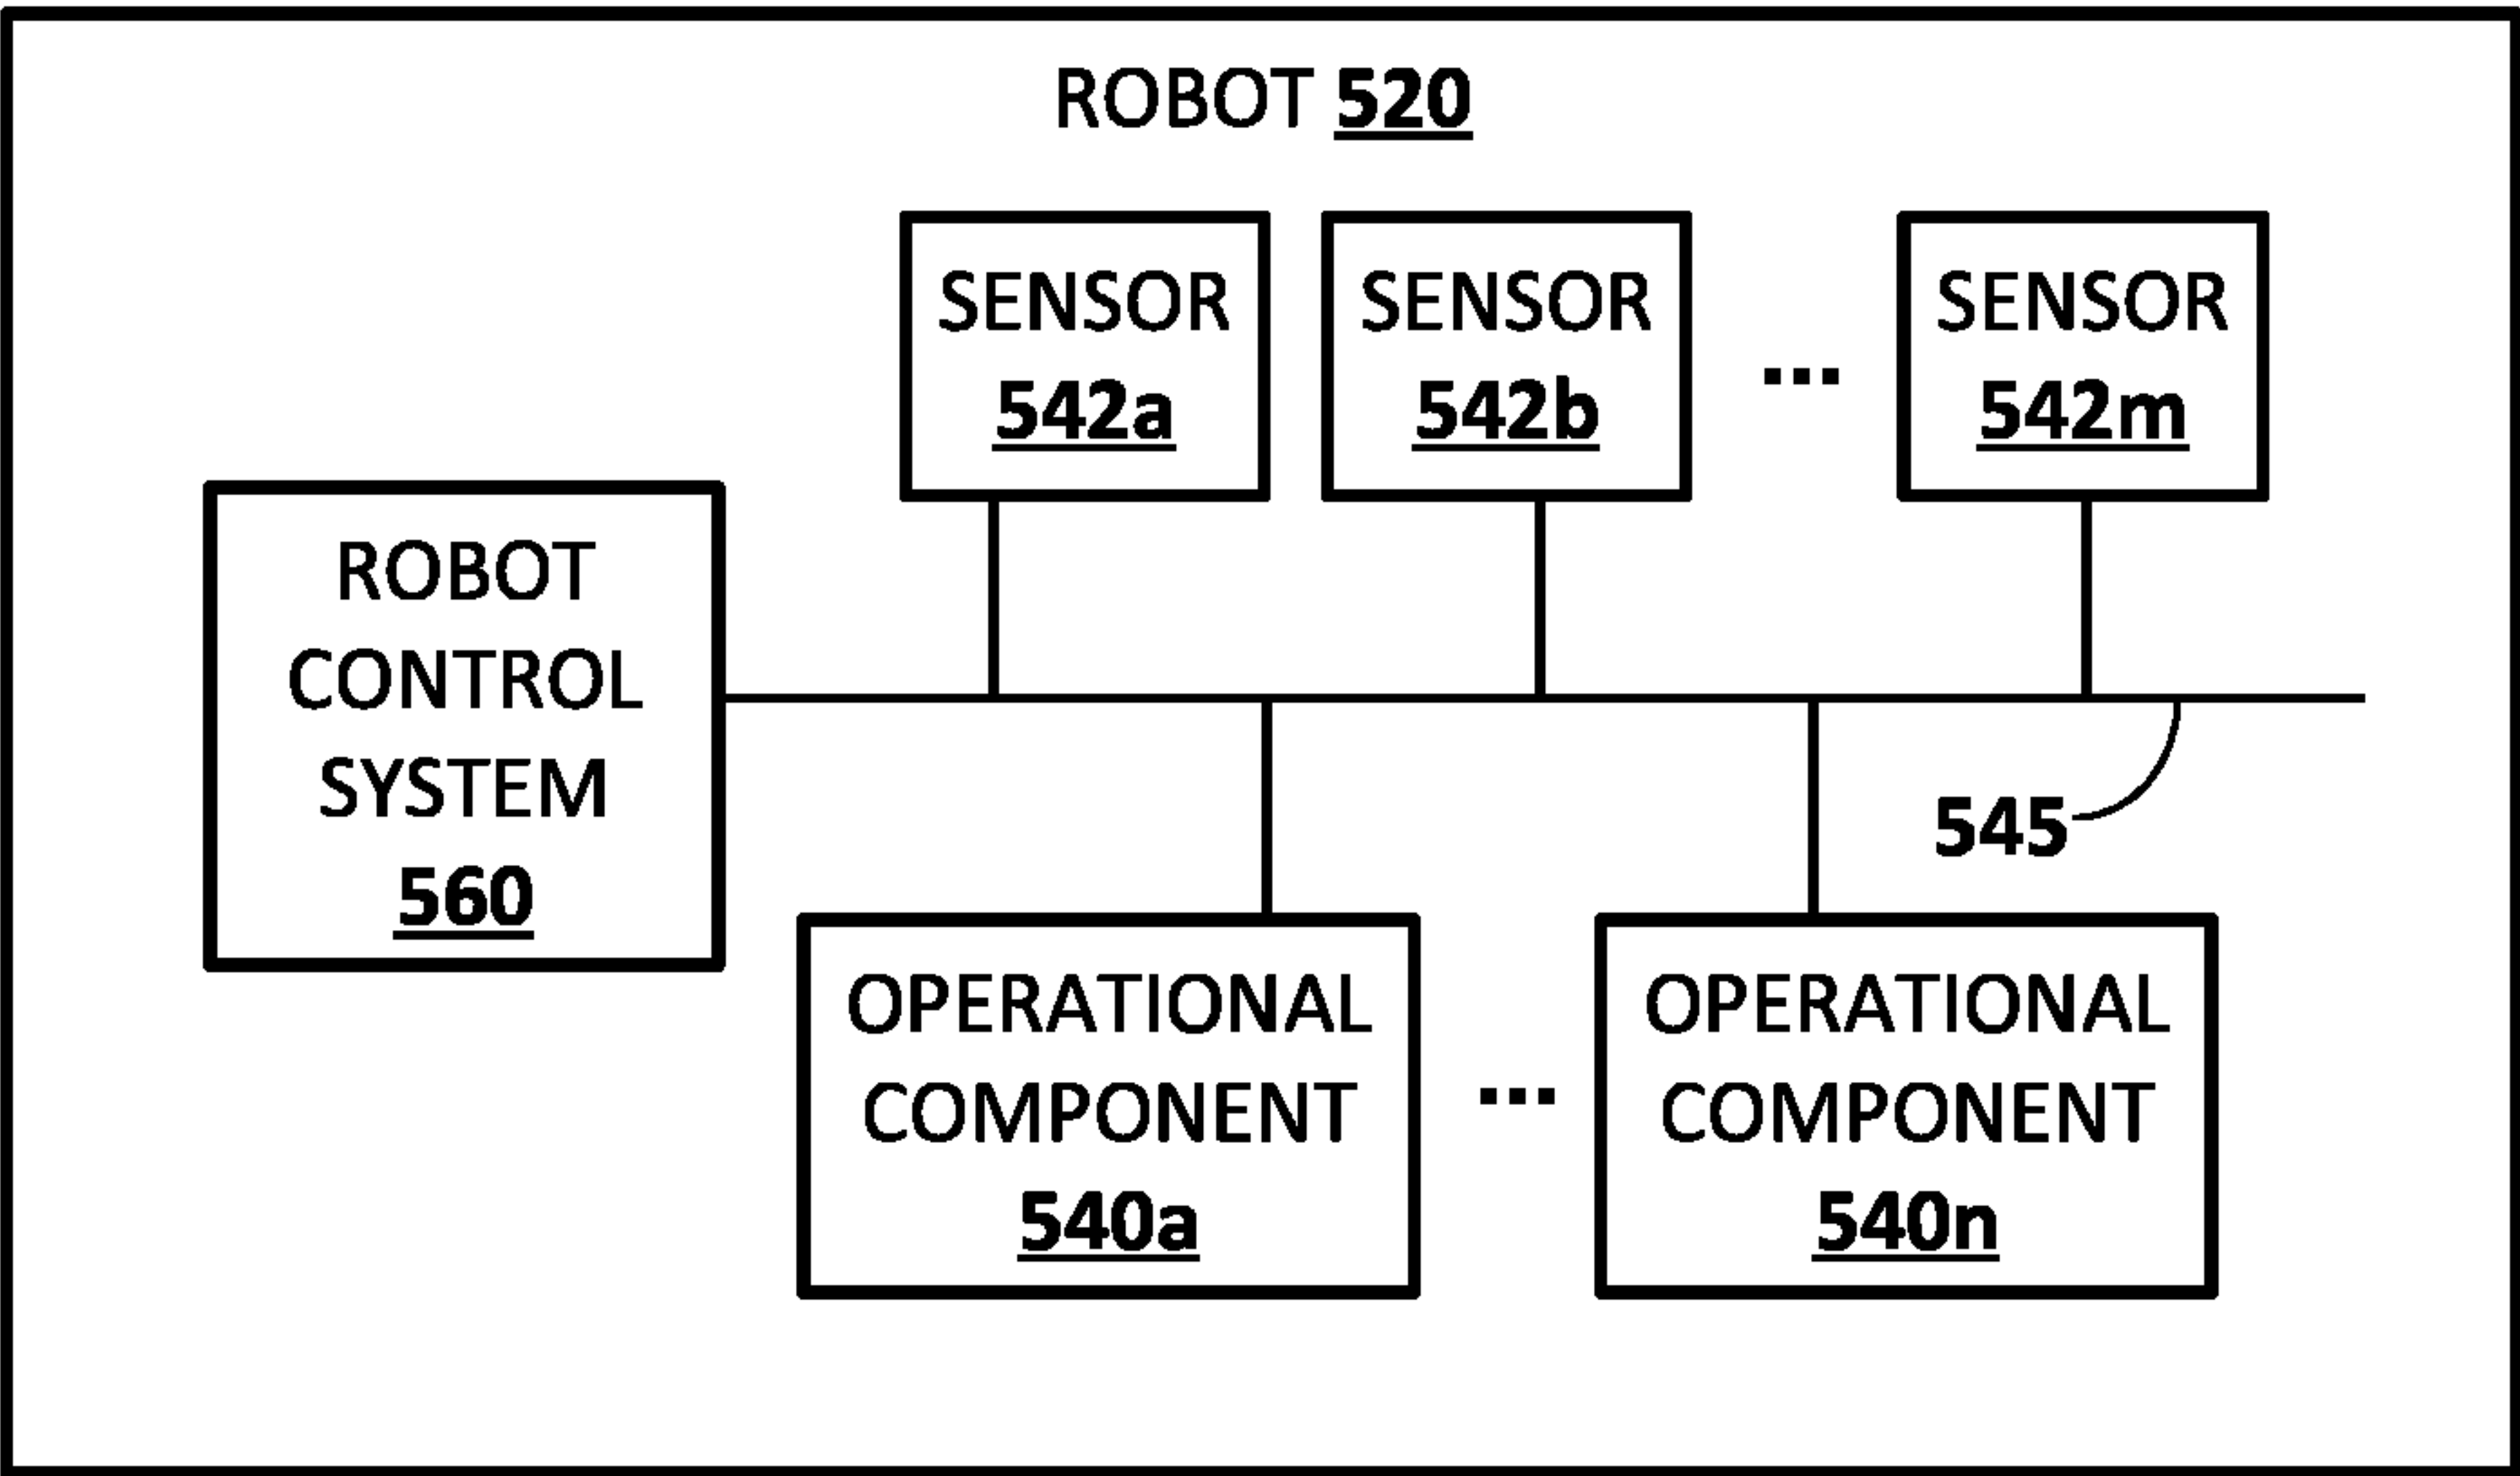 ROBOT 520
SENSOR
542a
SENSOR
542b
...
SENSOR
542m
ROBOT
CONTROL
SYSTEM
560
545
OPERATIONAL
COMPONENT
540a
...
OPERATIONAL
COMPONENT
540n